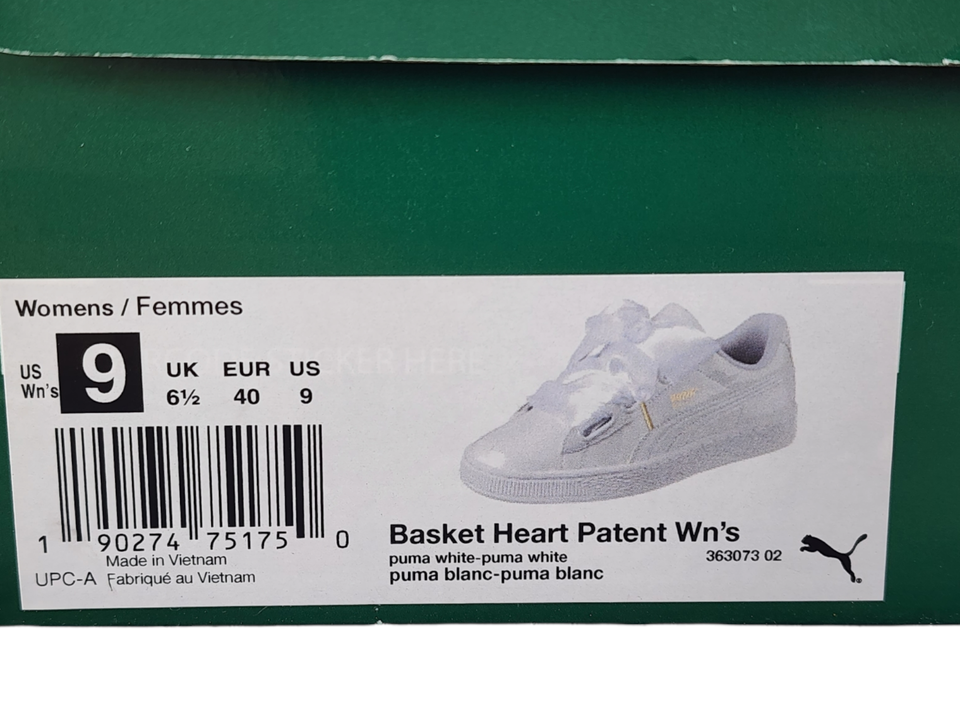 Womens / Femmes
US
Wn's
9
UK EUR US
6½ 40 9
1 90274 75175 0
Made in Vietnam
UPC-A Fabriqué au Vietnam
Basket Heart Patent Wn's
puma white-puma white 363073 02
puma blanc-puma blanc